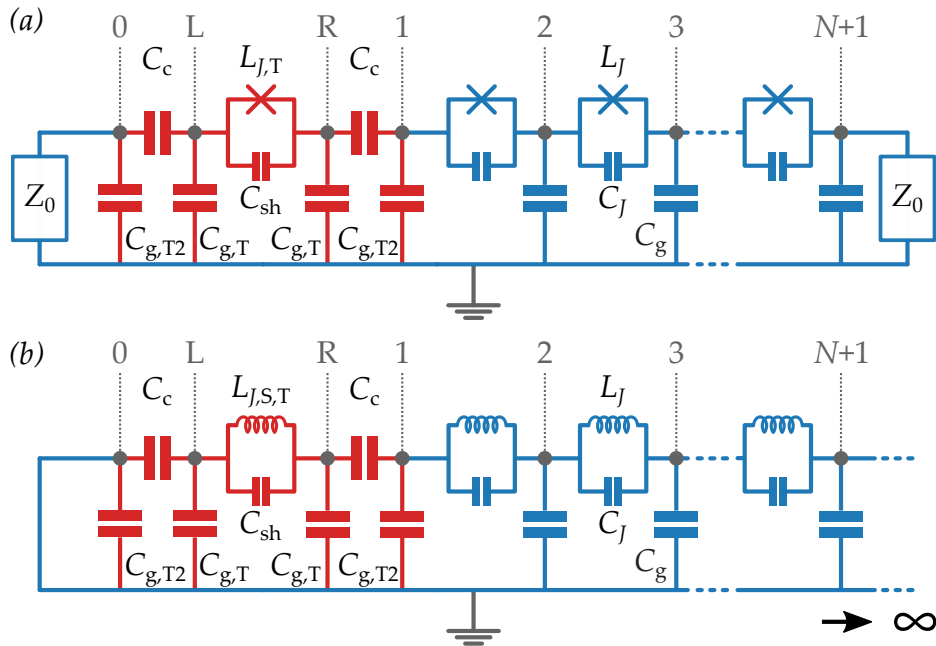 (a) 0 L R 1 2 3 N+1
C_c L_{J,T} C_c L_J
Z_0 C_sh C_J Z_0
C_{g,T2} C_{g,T} C_{g,T} C_{g,T2} C_g
(b) 0 L R 1 2 3 N+1
C_c L_{J,S,T} C_c L_J
C_sh C_J
C_{g,T2} C_{g,T} C_{g,T} C_{g,T2} C_g
→ ∞